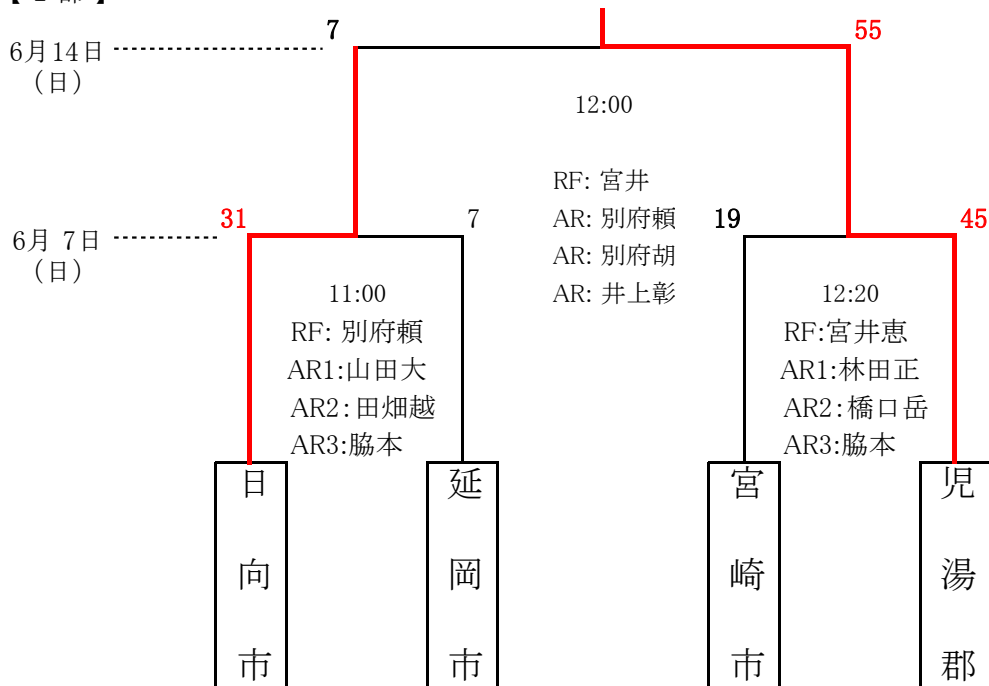 部】
7
55
6月14日
(日)
12:00
RF: 宮井
AR: 別府頼
AR: 別府胡
AR: 井上彰
31
7
19
45
6月 7日
(日)
11:00
RF: 別府頼
AR1:山田大
AR2:田畑越
AR3:脇本
12:20
RF:宮井恵
AR1:林田正
AR2:橋口岳
AR3:脇本
日向市
延岡市
宮崎市
児湯郡